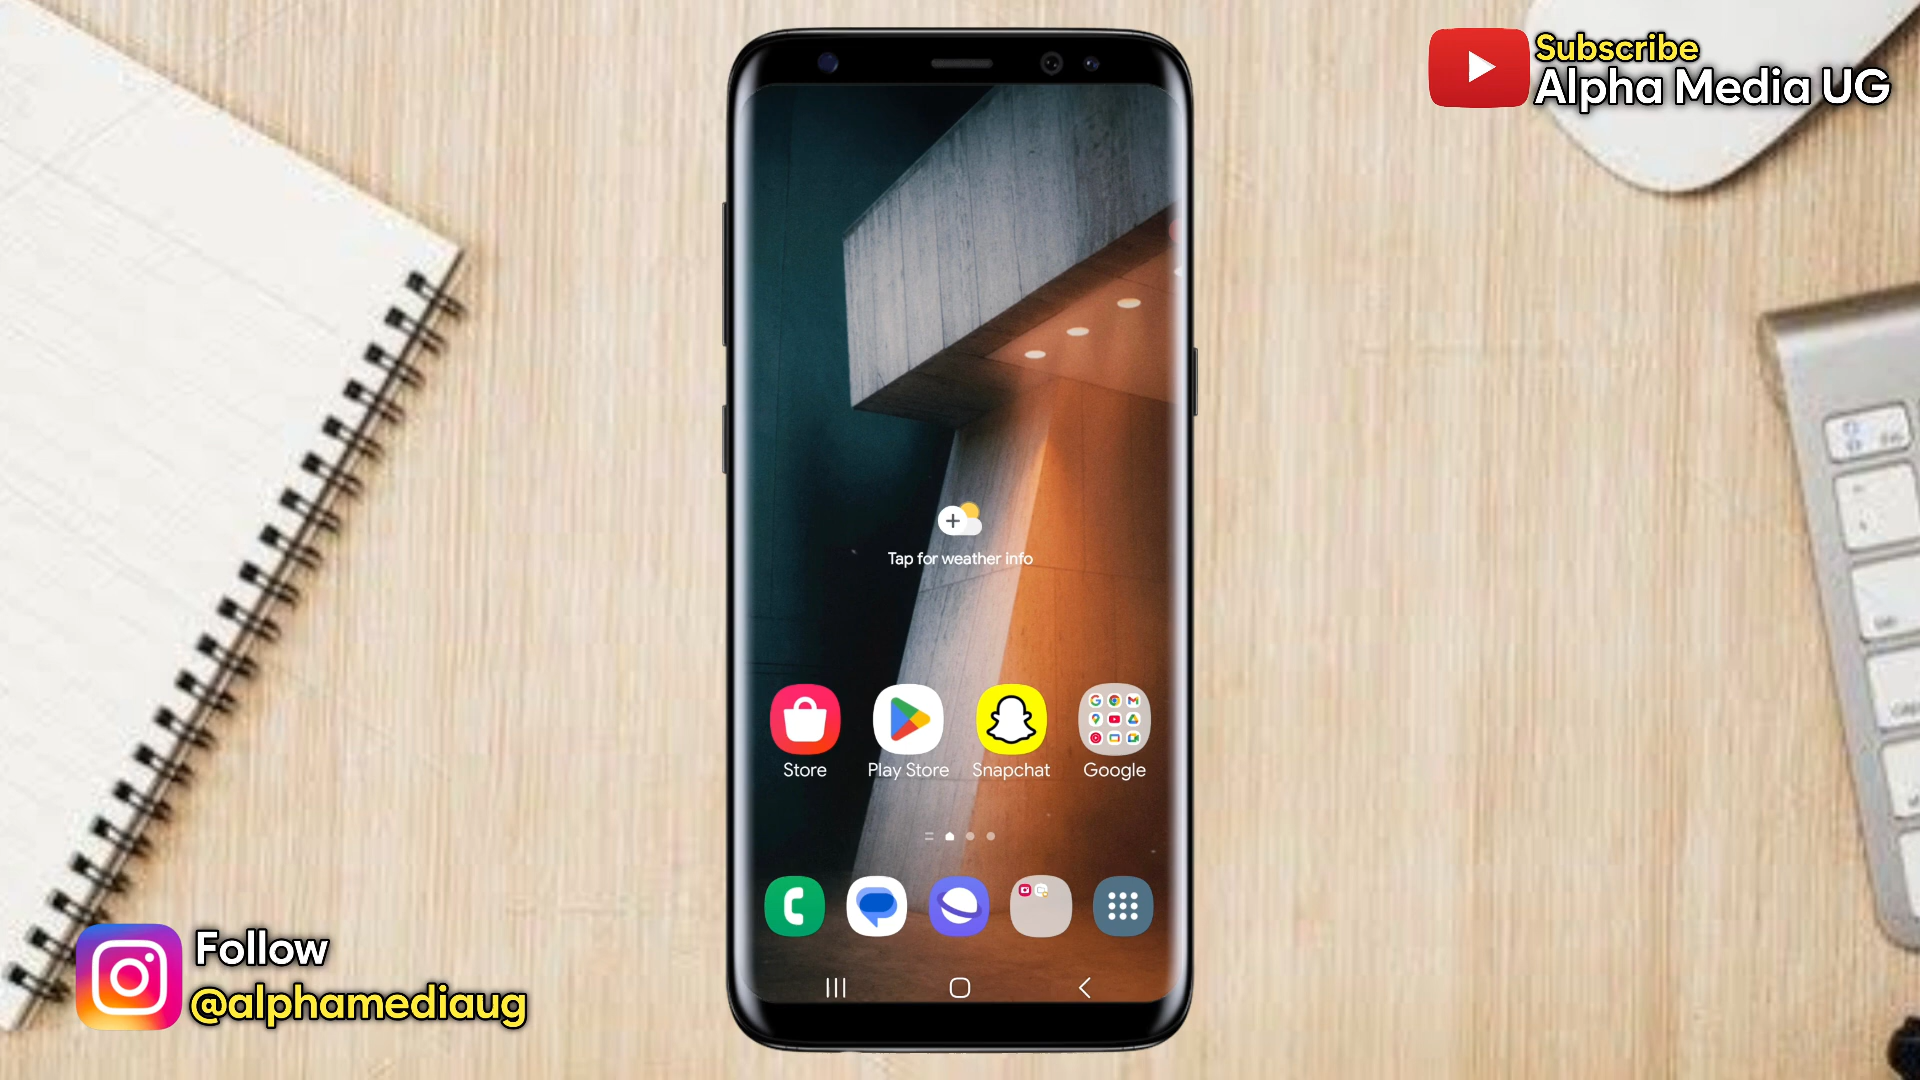 Subscribe
Alpha Media UG
Tap for weather info
Store
Play Store
Snapchat
Google
Follow
@alphamediaug